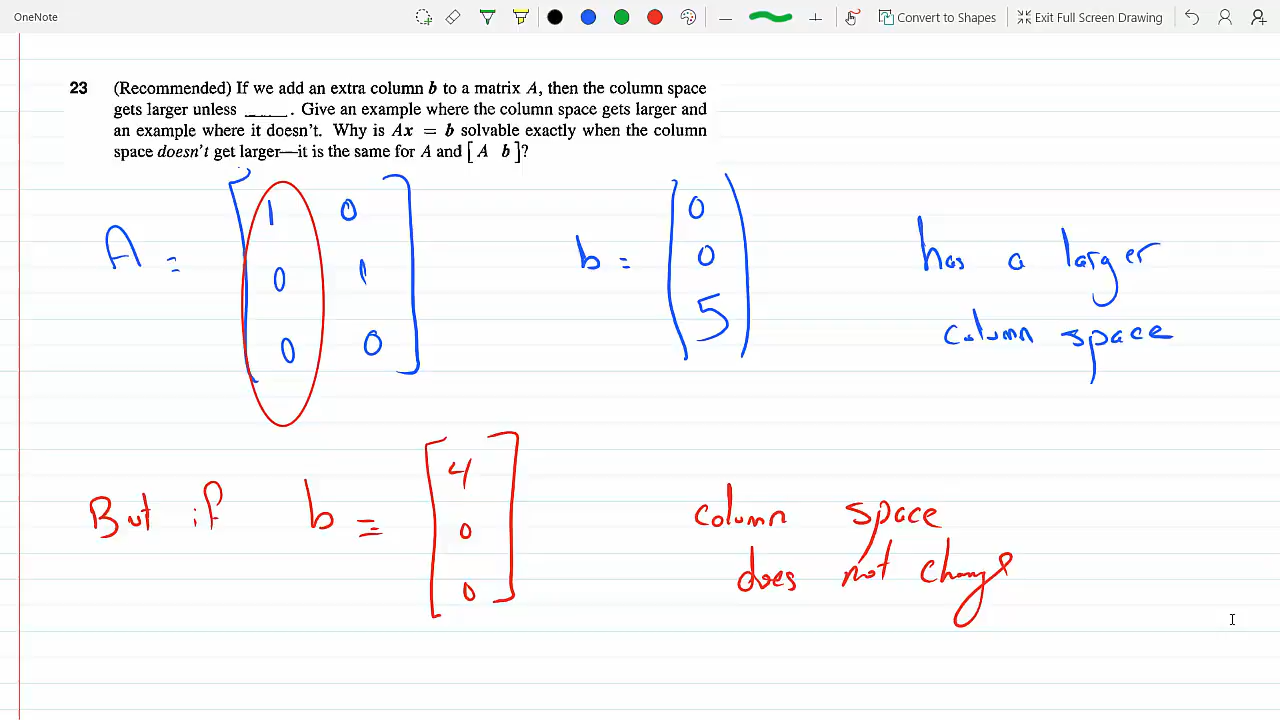 OneNote
Convert to Shapes
Exit Full Screen Drawing
23 (Recommended) If we add an extra column b to a matrix A, then the column space
gets larger unless ____. Give an example where the column space gets larger and
an example where it doesn't. Why is Ax = b solvable exactly when the column
space doesn't get larger—it is the same for A and [ A b ]?
A = [ 1 0
0 1
0 0 ]
b = ( 0
0
5 )
has a larger
column space
But if b = [ 4
0
0 ]
column space
does not change